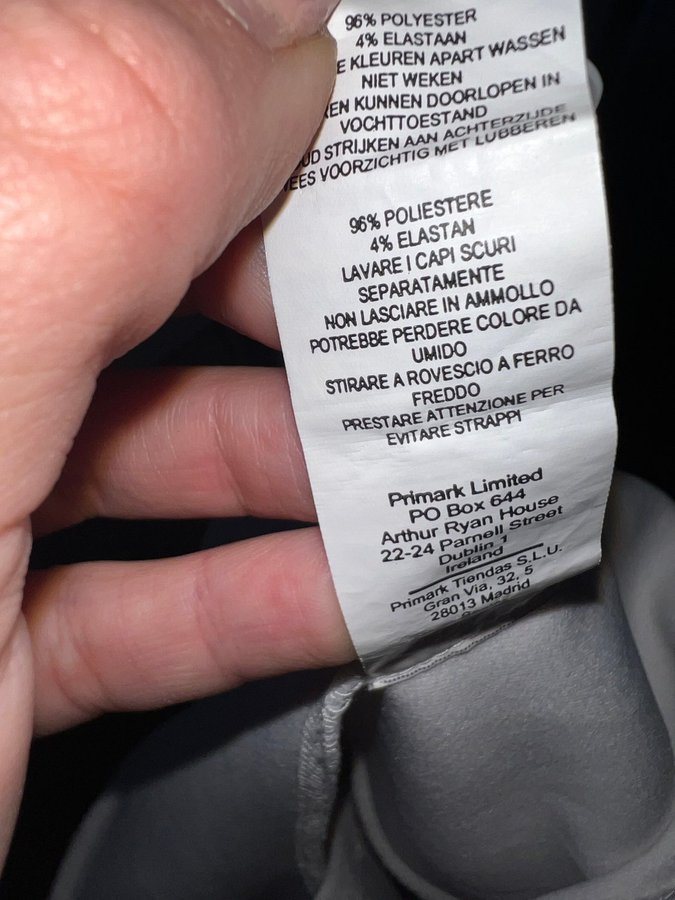 96% POLYESTER
4% ELASTAAN
E KLEUREN APART WASSEN
NIET WEKEN
EN KUNNEN DOORLOPEN IN
VOCHTTOESTAND
UD STRIJKEN AAN ACHTERZIJDE
EES VOORZICHTIG MET LUBBEREN
96% POLIESTERE
4% ELASTAN
LAVARE I CAPI SCURI
SEPARATAMENTE
NON LASCIARE IN AMMOLLO
POTREBBE PERDERE COLORE DA
UMIDO
STIRARE A ROVESCIO A FERRO
FREDDO
PRESTARE ATTENZIONE PER
EVITARE STRAPPI
Primark Limited
PO Box 644
Arthur Ryan House
22-24 Parnell Street
Dublin 1
Ireland
Primark Tiendas S.L.U.
Gran Via, 32, 5
28013 Madrid